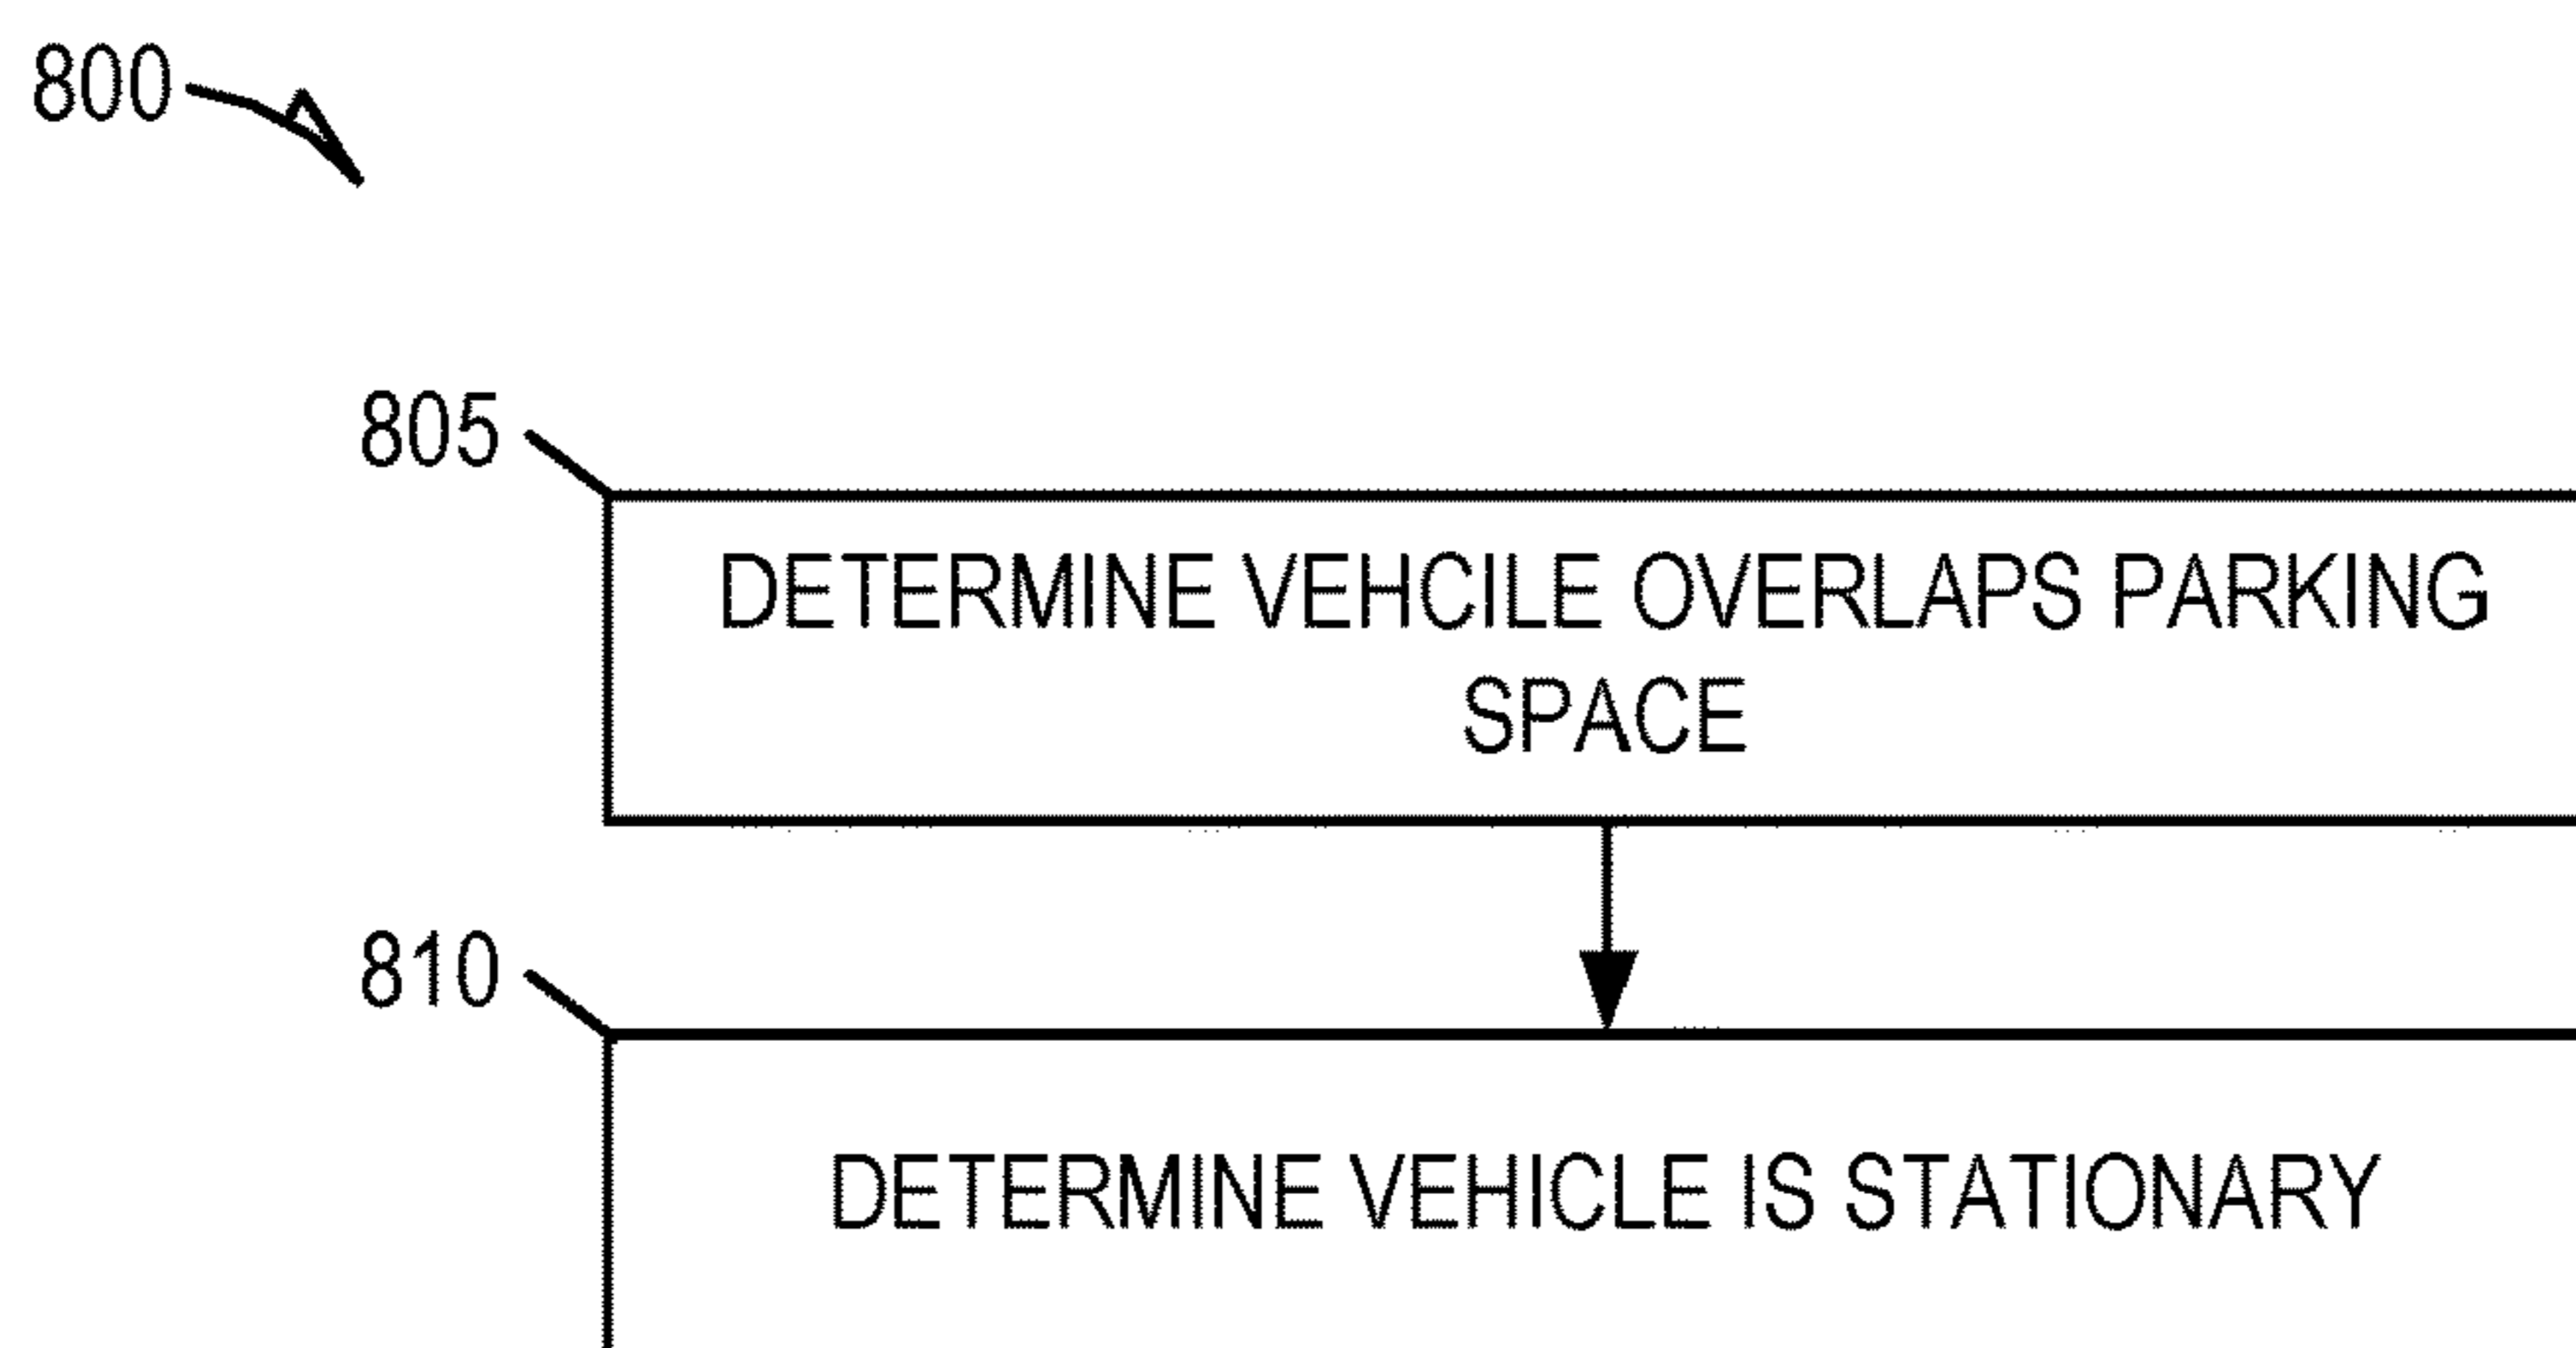 800
805
DETERMINE VEHCILE OVERLAPS PARKING
SPACE
810
DETERMINE VEHICLE IS STATIONARY